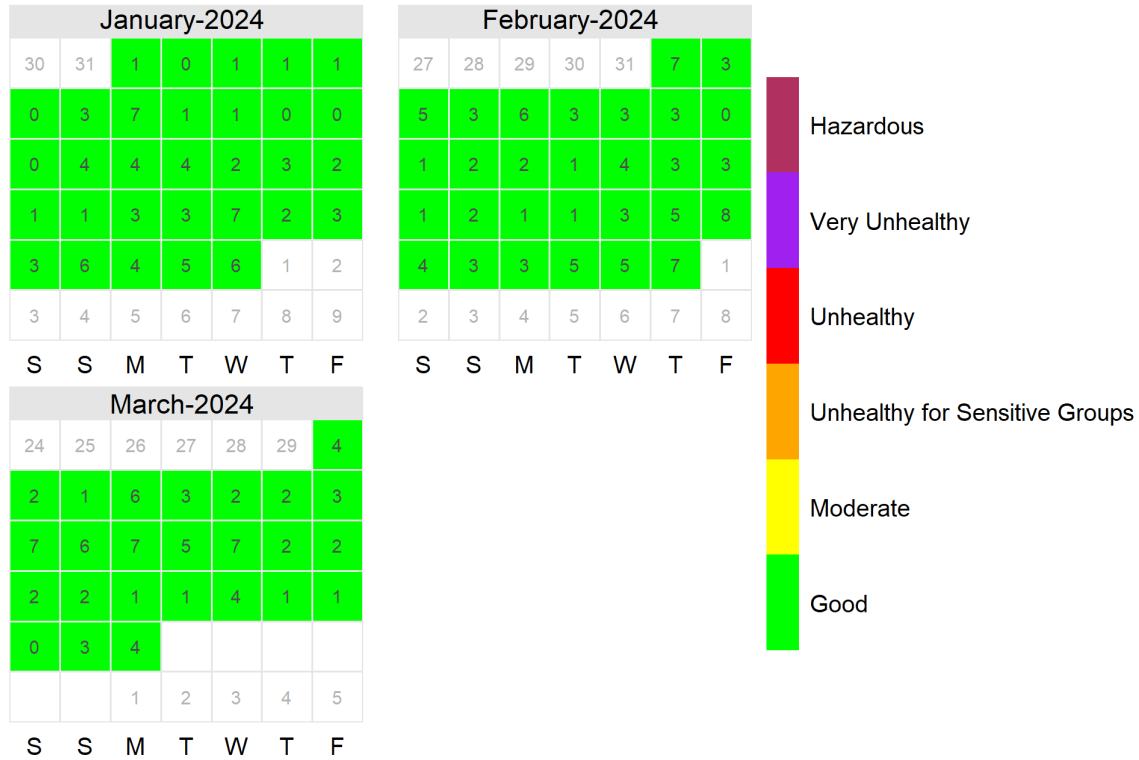 January-2024
30 31 1 0 1 1 1
0 3 7 1 1 0 0
0 4 4 4 2 3 2
1 1 3 3 7 2 3
3 6 4 5 6 1 2
3 4 5 6 7 8 9
S S M T W T F
February-2024
27 28 29 30 31 7 3
5 3 6 3 3 3 0
1 2 2 1 4 3 3
1 2 1 1 3 5 8
4 3 3 5 5 7 1
2 3 4 5 6 7 8
S S M T W T F
March-2024
24 25 26 27 28 29 4
2 1 6 3 2 2 3
7 6 7 5 7 2 2
2 2 1 1 4 1 1
0 3 4
1 2 3 4 5
S S M T W T F
Hazardous
Very Unhealthy
Unhealthy
Unhealthy for Sensitive Groups
Moderate
Good